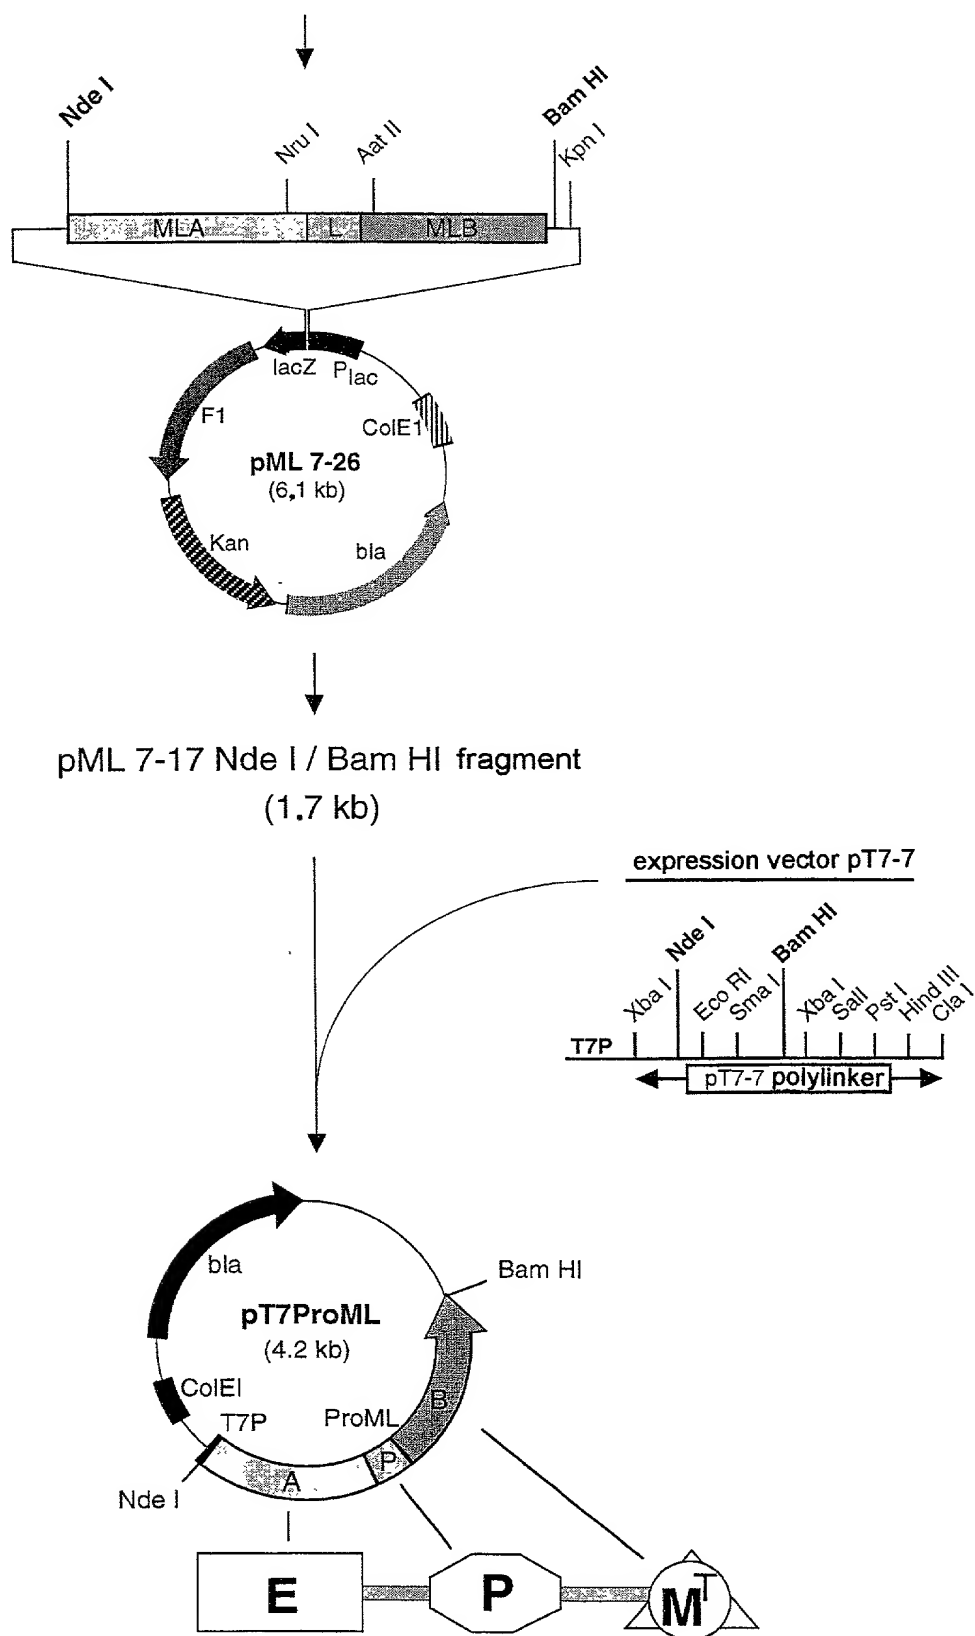 Nde I
Bam HI
Nru I
Aat II
Kpn I
MLA
L
MLB
lacZ
Plac
F1
ColE1
pML 7-26
(6,1 kb)
Kan
bla
pML 7-17 Nde I / Bam HI fragment
(1.7 kb)
expression vector pT7-7
Nde I
Bam HI
Xba I
Eco RI
Sma I
Xba I
SalI
Pst I
Hind III
Cla I
T7P
pT7-7 polylinker
bla
Bam HI
pT7ProML
(4.2 kb)
ColEI
T7P
ProML
B
P
A
Nde I
E
P
MT